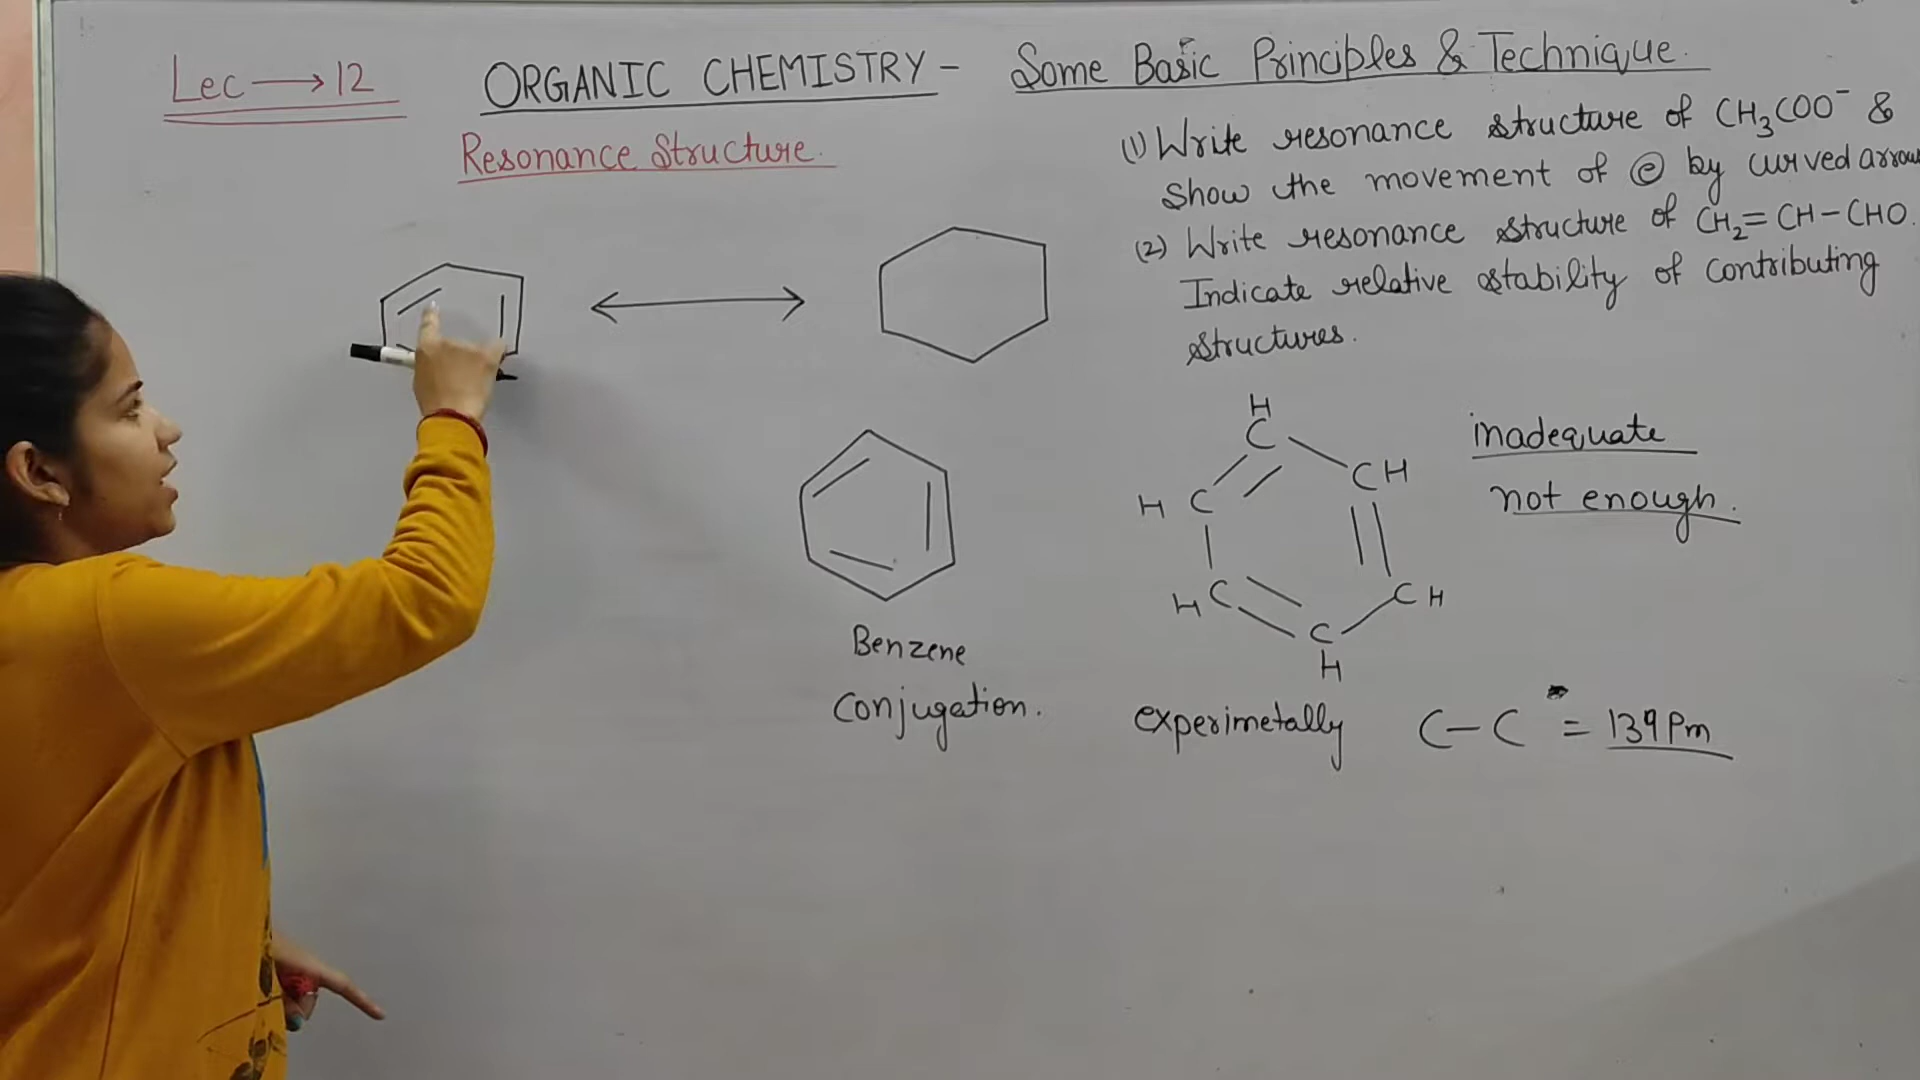 Lec → 12
ORGANIC CHEMISTRY - Some Basic Principles & Technique.
Resonance Structure.
(1) Write resonance structure of CH₃COO⁻ &
Show the movement of ⓔ by curved arrow
(2) Write resonance structure of CH₂=CH-CHO.
Indicate relative stability of contributing
structures.
H
C
CH
H C
H C
CH
C
H
inadequate
not enough.
Benzene
conjugation.
experimetally C-C = 139 Pm